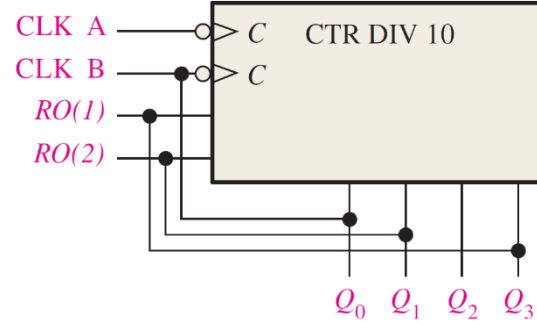 CLK A C CTR DIV 10
CLK B C
RO(1)
RO(2)
Q₀ Q₁ Q₂ Q₃